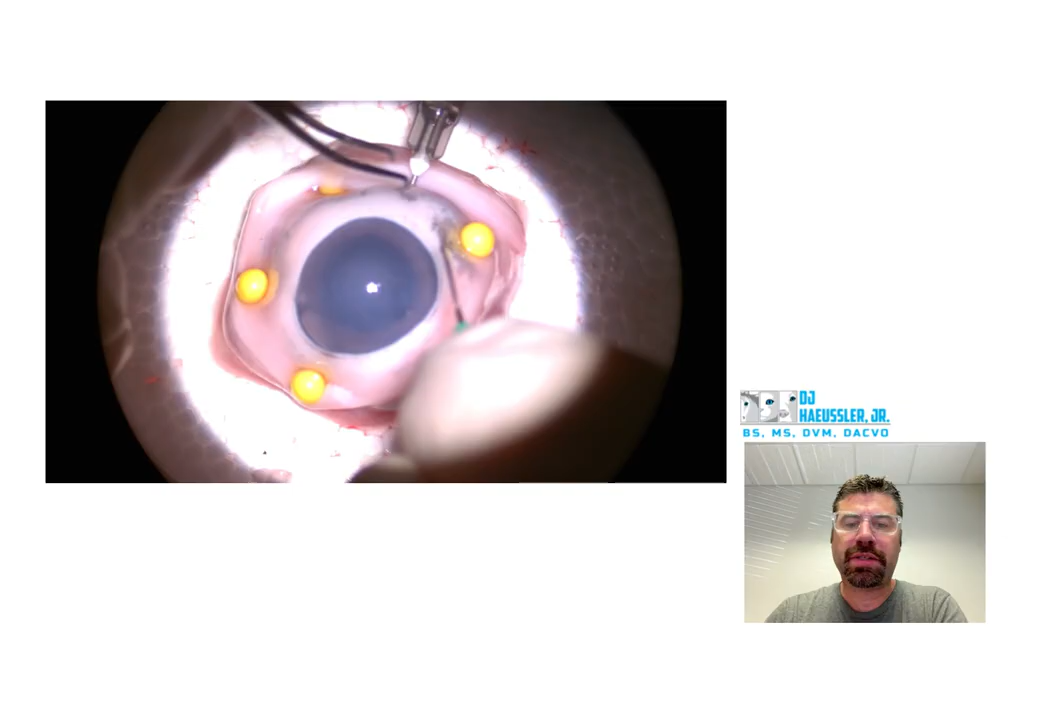 DJ
HAEUSSLER, JR.
BS, MS, DVM, DACVO